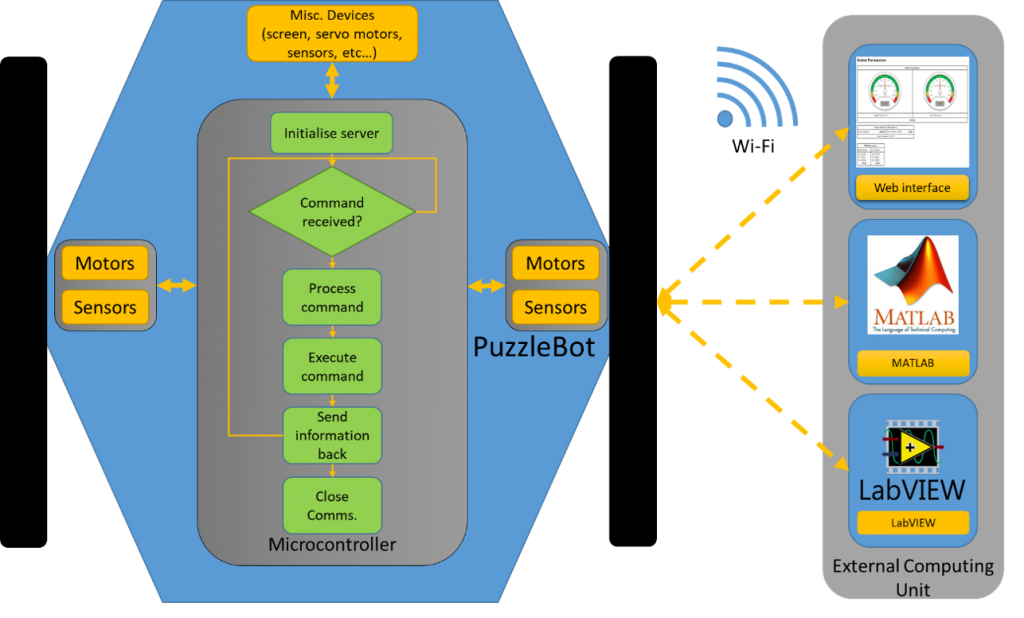 Misc. Devices
(screen, servo motors,
sensors, etc...)
Initialise server
Command
received?
Process
command
Execute
command
Send
information
back
Close
Comms.
Microcontroller
Motors
Sensors
Motors
Sensors
PuzzleBot
Wi-Fi
Web interface
MATLAB
The Language of Technical Computing
MATLAB
LabVIEW
LabVIEW
External Computing
Unit